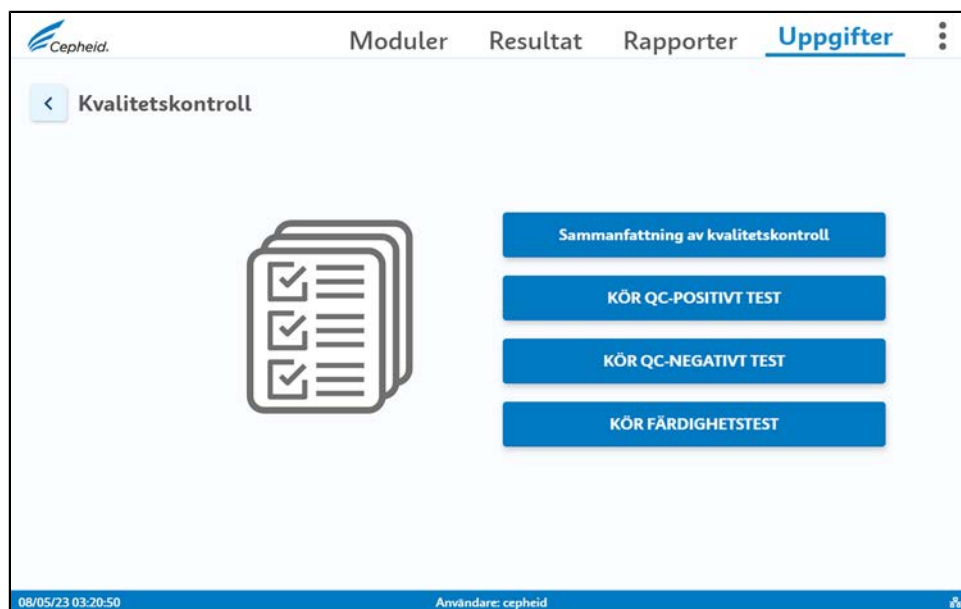 Cepheid.
Moduler Resultat Rapporter Uppgifter
Kvalitetskontroll
Sammanfattning av kvalitetskontroll
KÖR QC-POSITIVT TEST
KÖR QC-NEGATIVT TEST
KÖR FÄRDIGHETSTEST
08/05/23 03:20:50 Användare: cepheid